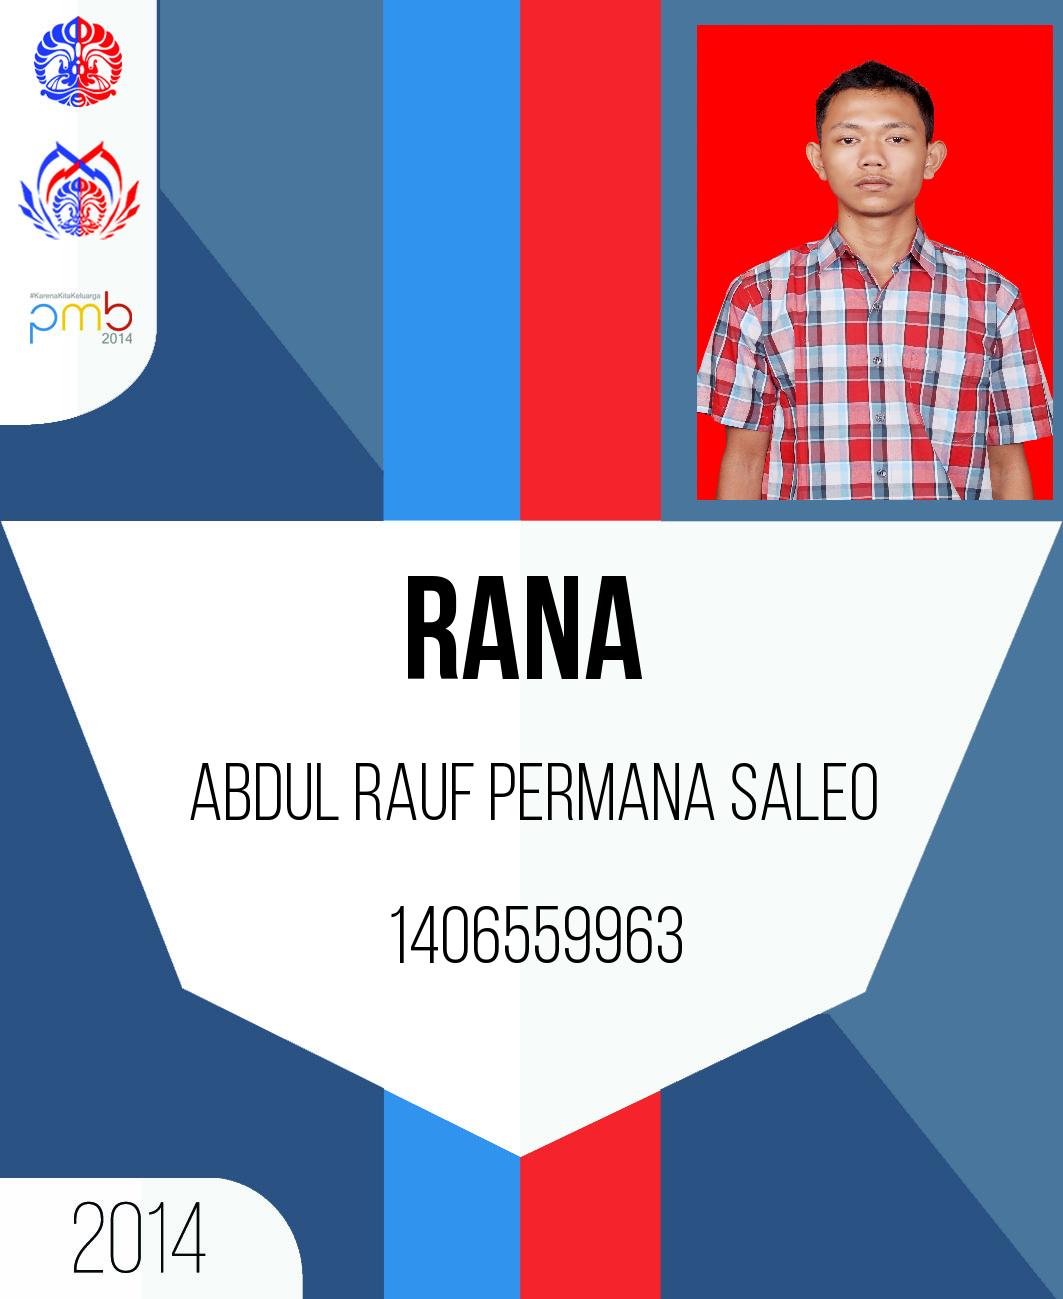 #KarenaKitaKeluarga
pmb
2014
RANA
ABDUL RAUF PERMANA SALEO
1406559963
2014